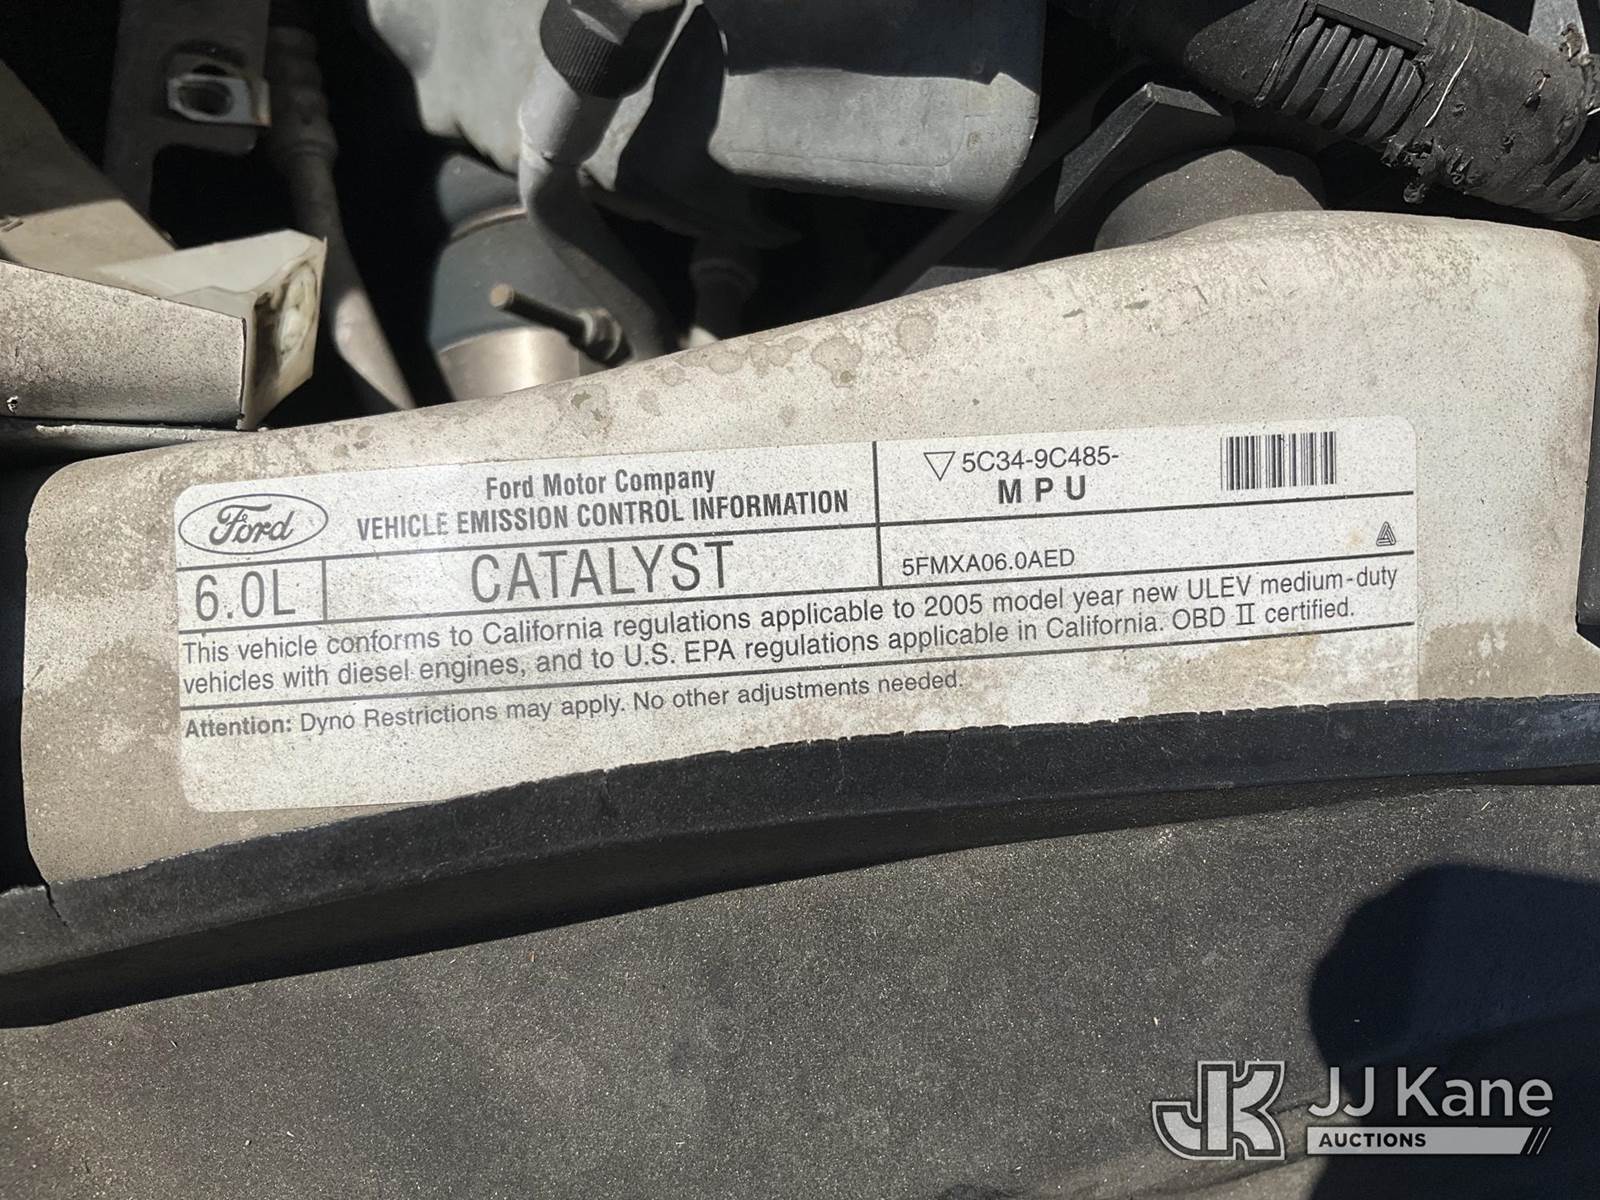 Ford
Ford Motor Company
VEHICLE EMISSION CONTROL INFORMATION
5C34-9C485-
MPU
6.0L
CATALYST
5FMXA06.0AED
This vehicle conforms to California regulations applicable to 2005 model year new ULEV medium-duty
vehicles with diesel engines, and to U.S. EPA regulations applicable in California. OBD II certified.
Attention: Dyno Restrictions may apply. No other adjustments needed.
JK JJ Kane
AUCTIONS